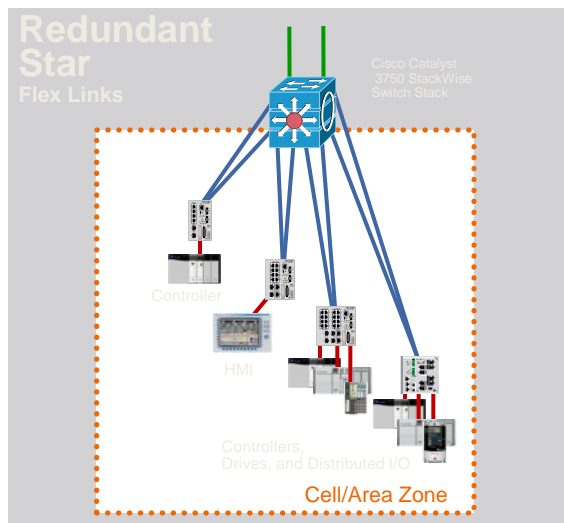 Redundant
Star
Flex Links
Cisco Catalyst
3750 StackWise
Switch Stack
Controller
HMI
Controllers,
Drives, and Distributed I/O
Cell/Area Zone